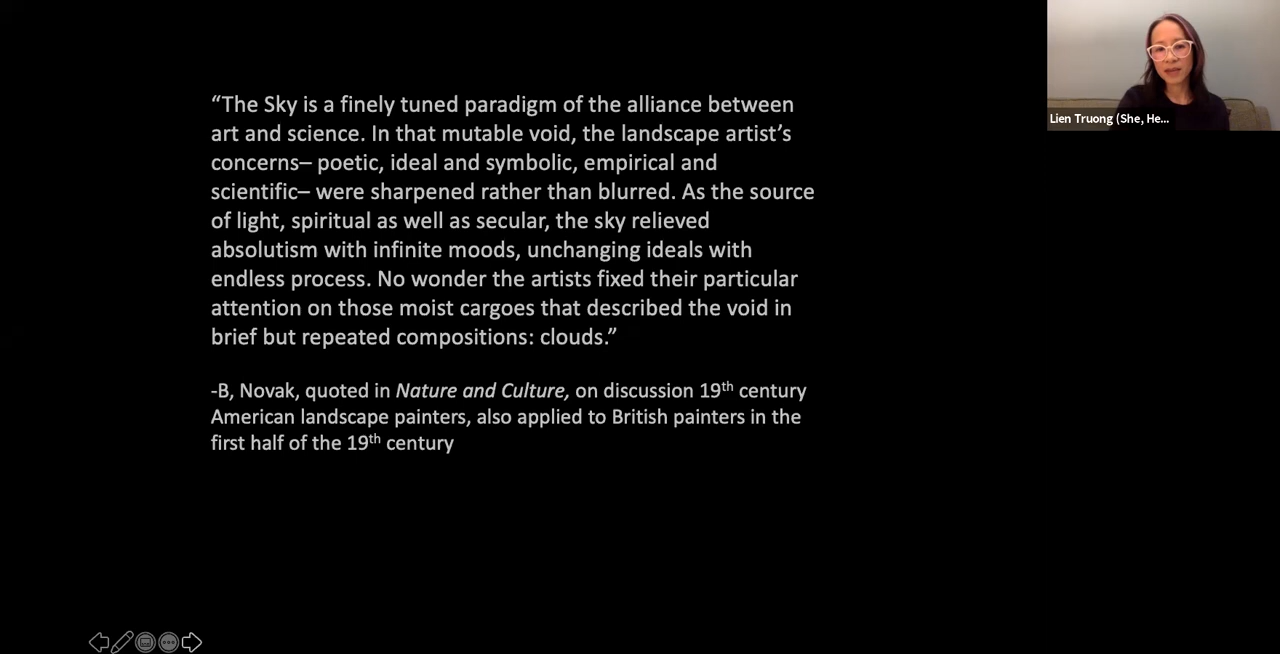 “The Sky is a finely tuned paradigm of the alliance between
art and science. In that mutable void, the landscape artist’s
concerns– poetic, ideal and symbolic, empirical and
scientific– were sharpened rather than blurred. As the source
of light, spiritual as well as secular, the sky relieved
absolutism with infinite moods, unchanging ideals with
endless process. No wonder the artists fixed their particular
attention on those moist cargoes that described the void in
brief but repeated compositions: clouds.”
-B, Novak, quoted in Nature and Culture, on discussion 19th century
American landscape painters, also applied to British painters in the
first half of the 19th century
Lien Truong (She, He...